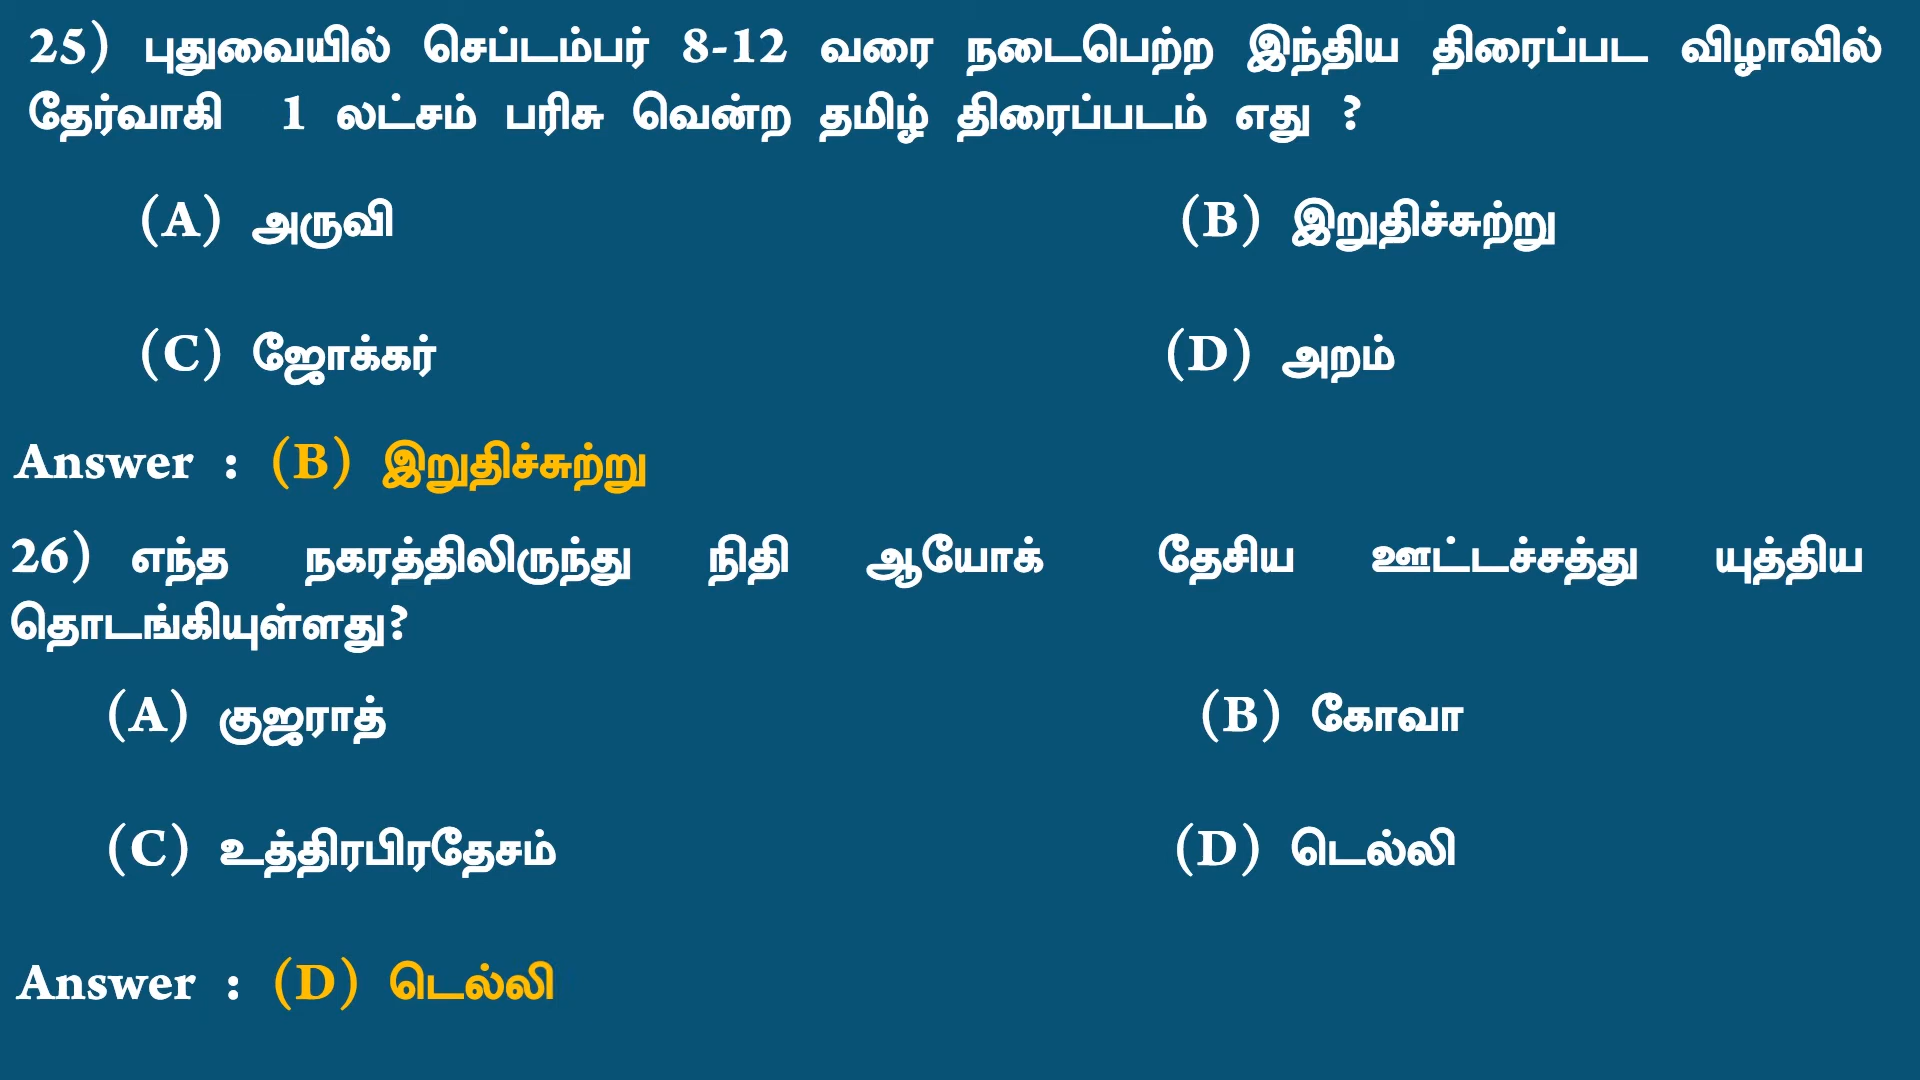 25) புதுவையில் செப்டம்பர் 8-12 வரை நடைபெற்ற இந்திய திரைப்பட விழாவில்
தேர்வாகி 1 லட்சம் பரிசு வென்ற தமிழ் திரைப்படம் எது ?
(A) அருவி (B) இறுதிச்சுற்று
(C) ஜோக்கர் (D) அறம்
Answer : (B) இறுதிச்சுற்று
26) எந்த நகரத்திலிருந்து நிதி ஆயோக் தேசிய ஊட்டச்சத்து யுத்திய
தொடங்கியுள்ளது?
(A) குஜராத் (B) கோவா
(C) உத்திரபிரதேசம் (D) டெல்லி
Answer : (D) டெல்லி